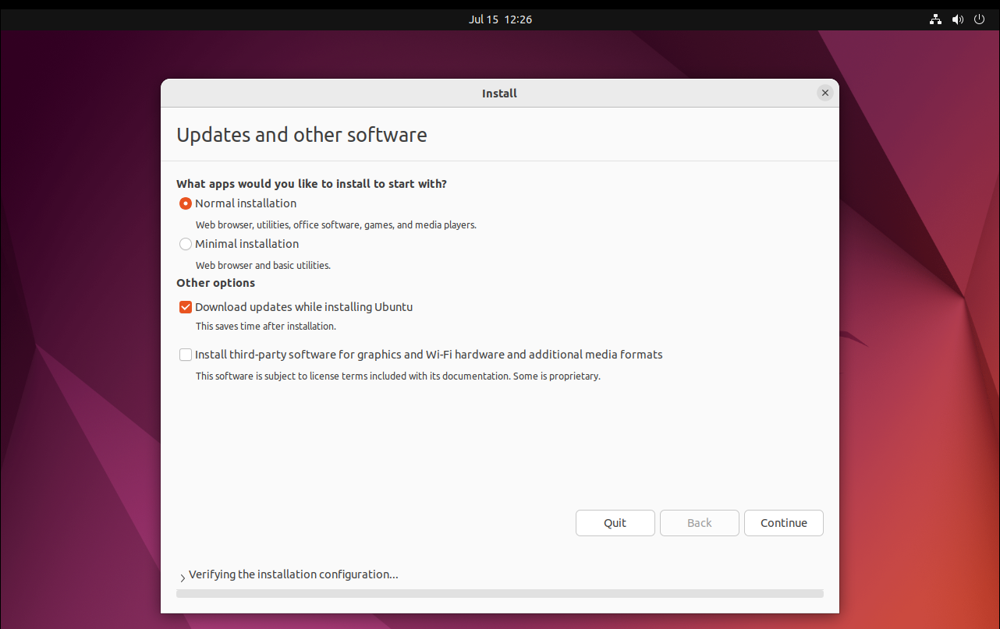 Jul 15 12:26
Install
Updates and other software
What apps would you like to install to start with?
Normal installation
Web browser, utilities, office software, games, and media players.
Minimal installation
Web browser and basic utilities.
Other options
Download updates while installing Ubuntu
This saves time after installation.
Install third-party software for graphics and Wi-Fi hardware and additional media formats
This software is subject to license terms included with its documentation. Some is proprietary.
Quit Back Continue
Verifying the installation configuration...